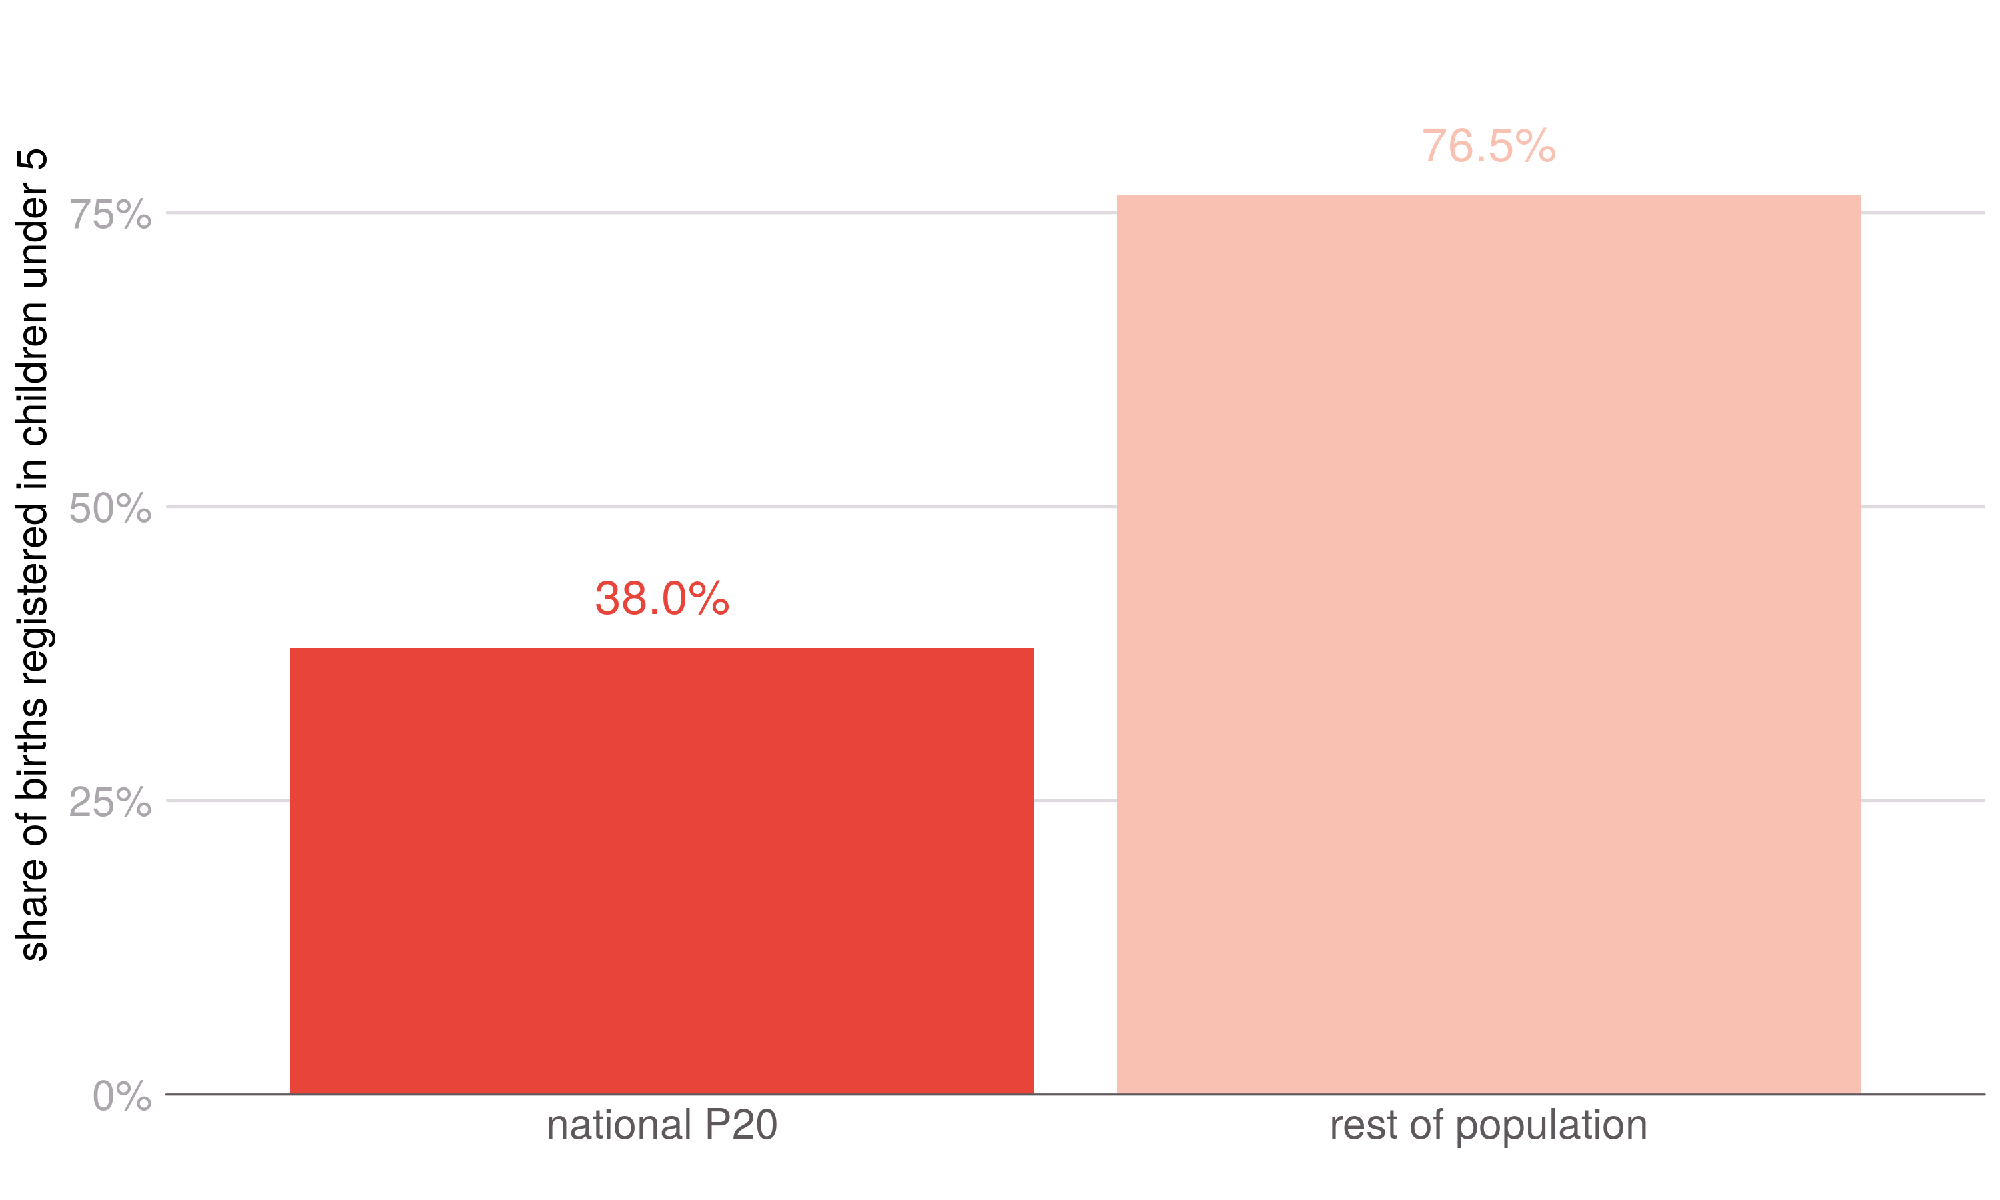 share of births registered in children under 5
75%
50%
25%
0%
38.0%
76.5%
national P20
rest of population